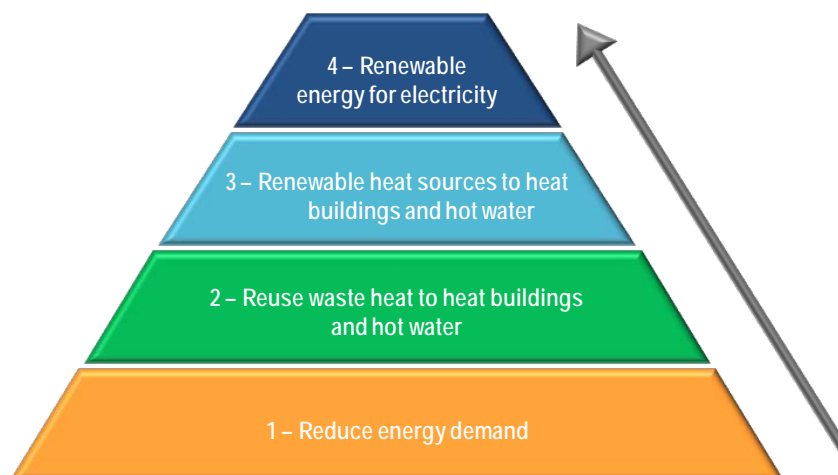 4 – Renewable
energy for electricity
3 – Renewable heat sources to heat
buildings and hot water
2 – Reuse waste heat to heat buildings
and hot water
1 – Reduce energy demand